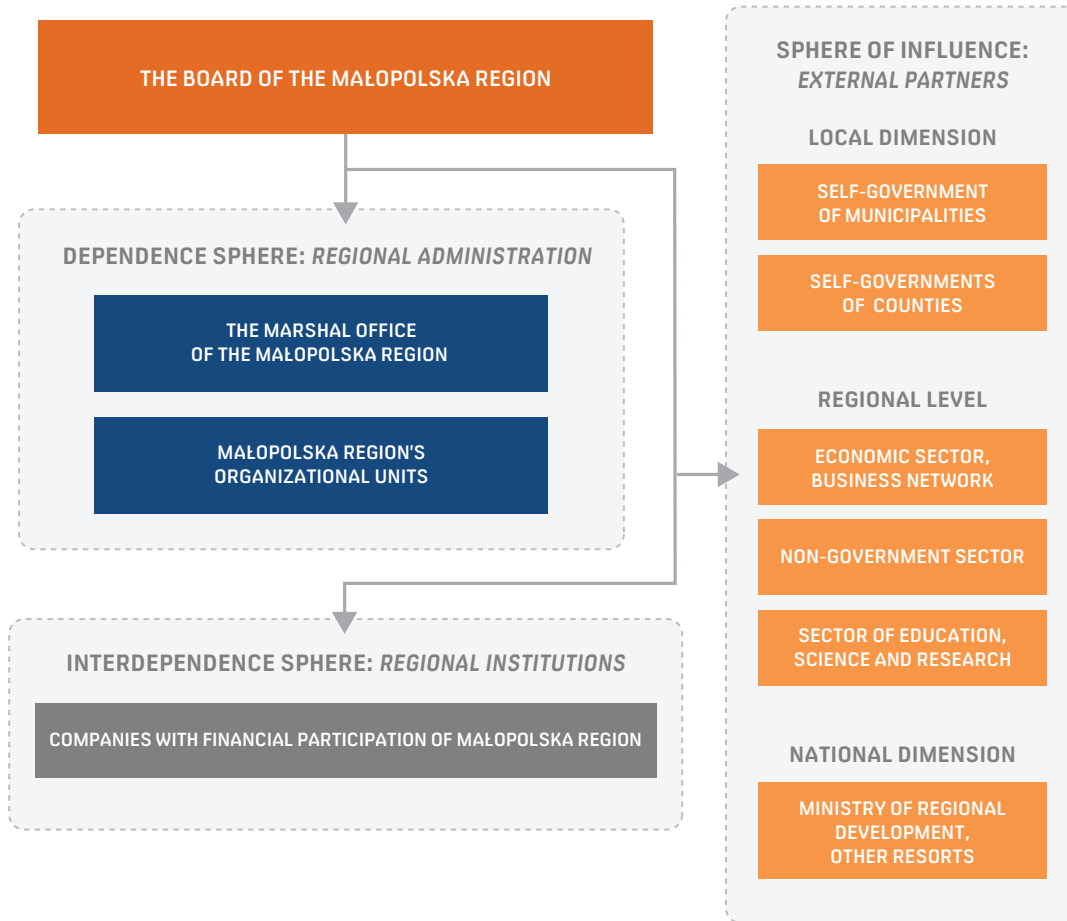 THE BOARD OF THE MAŁOPOLSKA REGION
DEPENDENCE SPHERE: REGIONAL ADMINISTRATION
THE MARSHAL OFFICE
OF THE MAŁOPOLSKA REGION
MAŁOPOLSKA REGION'S
ORGANIZATIONAL UNITS
INTERDEPENDENCE SPHERE: REGIONAL INSTITUTIONS
COMPANIES WITH FINANCIAL PARTICIPATION OF MAŁOPOLSKA REGION
SPHERE OF INFLUENCE:
EXTERNAL PARTNERS
LOCAL DIMENSION
SELF-GOVERNMENT
OF MUNICIPALITIES
SELF-GOVERNMENTS
OF COUNTIES
REGIONAL LEVEL
ECONOMIC SECTOR,
BUSINESS NETWORK
NON-GOVERNMENT SECTOR
SECTOR OF EDUCATION,
SCIENCE AND RESEARCH
NATIONAL DIMENSION
MINISTRY OF REGIONAL
DEVELOPMENT,
OTHER RESORTS